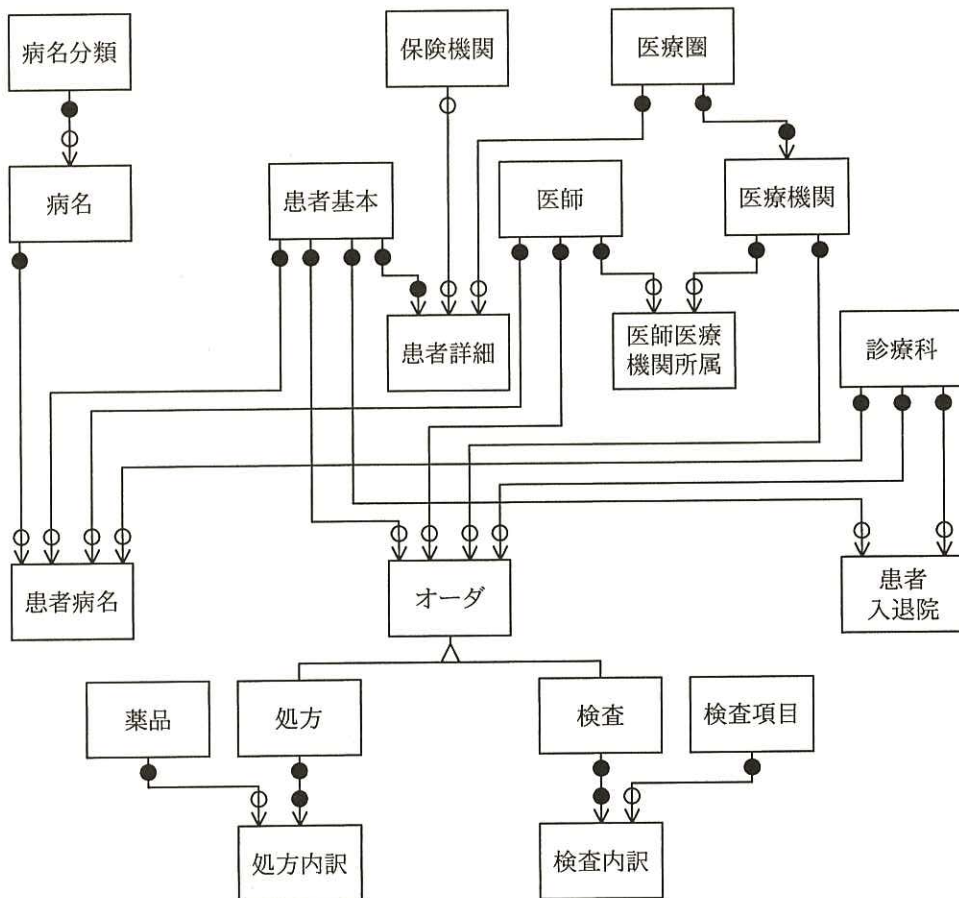 病名分類
保険機関
医療圏
病名
患者基本
医師
医療機関
患者詳細
医師医療
機関所属
診療科
患者病名
オーダ
患者
入退院
薬品
処方
検査
検査項目
処方内訳
検査内訳